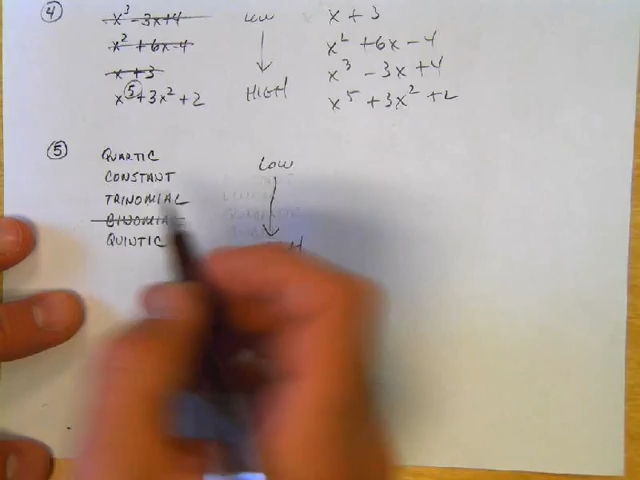 4 x³ - 3x + 4 LOW x + 3
x² + 6x - 4 x² + 6x - 4
x + 3 x³ - 3x + 4
x⁵ + 3x² + 2 HIGH x⁵ + 3x² + 2
5 QUARTIC LOW
CONSTANT
TRINOMIAL
BINOMIAL
QUINTIC